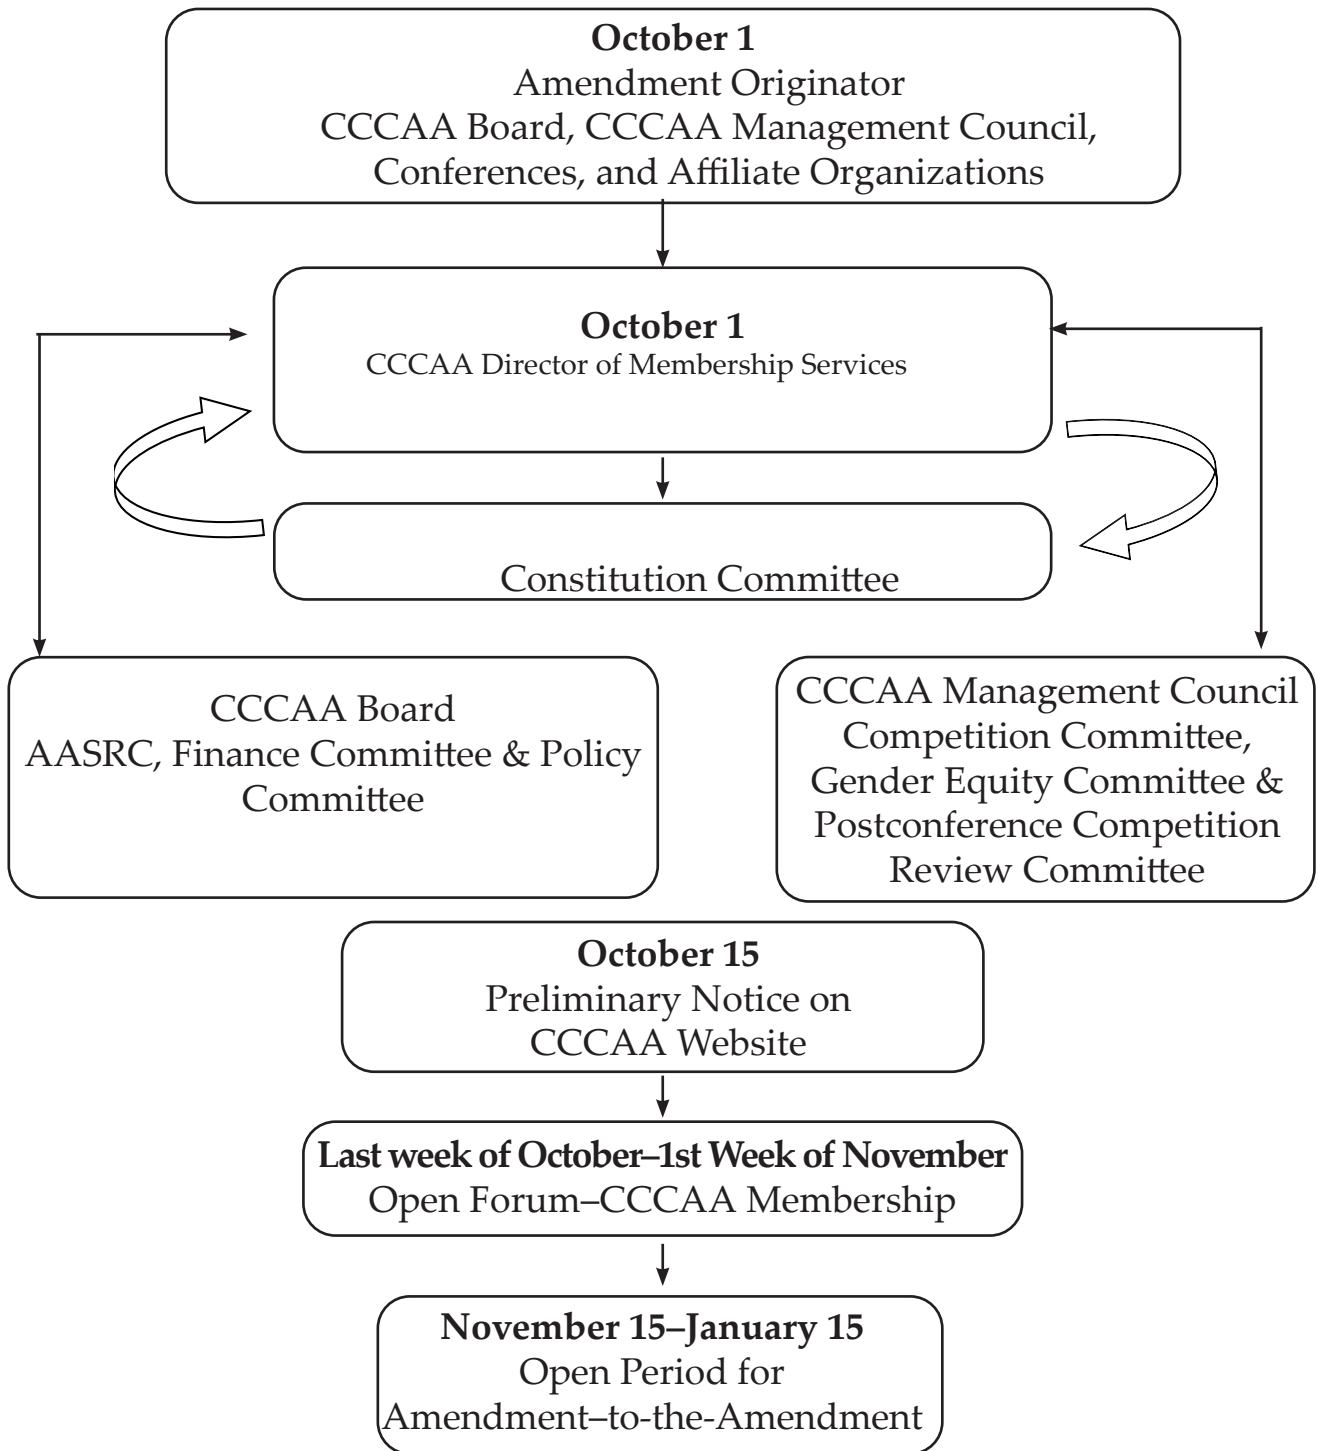 October 1
Amendment Originator
CCCAA Board, CCCAA Management Council,
Conferences, and Affiliate Organizations
October 1
CCCAA Director of Membership Services
Constitution Committee
CCCAA Board
AASRC, Finance Committee & Policy
Committee
CCCAA Management Council
Competition Committee,
Gender Equity Committee &
Postconference Competition
Review Committee
October 15
Preliminary Notice on
CCCAA Website
Last week of October–1st Week of November
Open Forum–CCCAA Membership
November 15–January 15
Open Period for
Amendment–to-the-Amendment